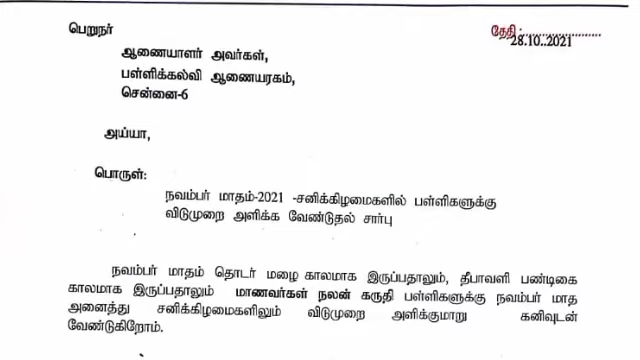 பெறுநர்
தேதி :........................
28.10..2021
ஆணையாளர் அவர்கள்,
பள்ளிக்கல்வி ஆணையரகம்,
சென்னை-6
அய்யா,
பொருள்:
நவம்பர் மாதம்-2021 -சனிக்கிழமைகளில் பள்ளிகளுக்கு
விடுமுறை அளிக்க வேண்டுதல் சார்பு
நவம்பர் மாதம் தொடர் மழை காலமாக இருப்பதாலும், தீபாவளி பண்டிகை
காலமாக இருப்பதாலும் மாணவர்கள் நலன் கருதி பள்ளிகளுக்கு நவம்பர் மாத
அனைத்து சனிக்கிழமைகளிலும் விடுமுறை அளிக்குமாறு கனிவுடன்
வேண்டுகிறோம்.